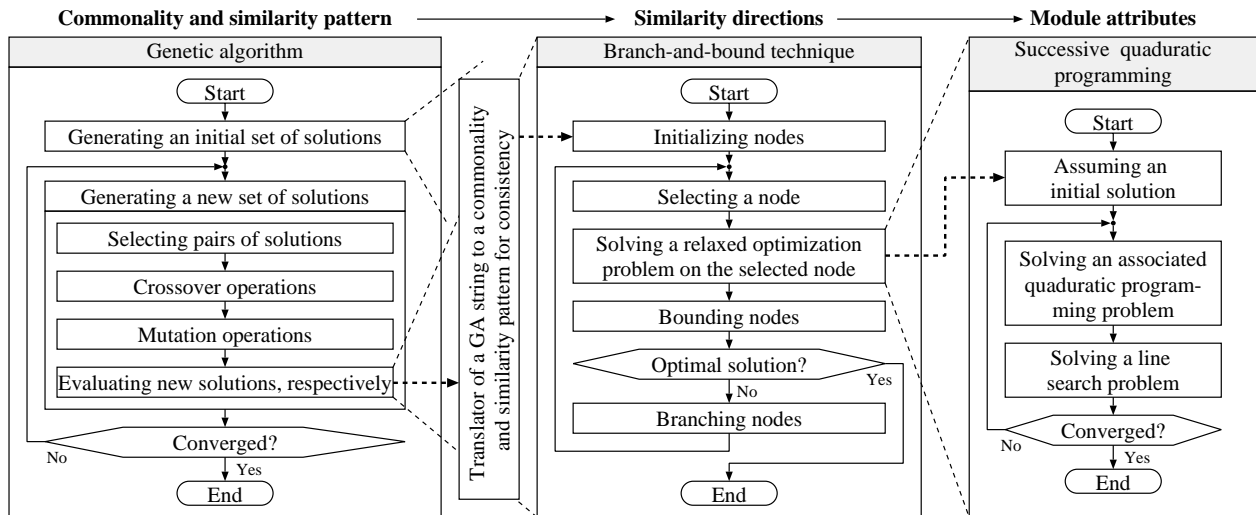 Commonality and similarity pattern
Similarity directions
Module attributes
Genetic algorithm
Start
Generating an initial set of solutions
Generating a new set of solutions
Selecting pairs of solutions
Crossover operations
Mutation operations
Evaluating new solutions, respectively
Converged?
No
Yes
End
Translator of a GA string to a commonality
and similarity pattern for consistency
Branch-and-bound technique
Start
Initializing nodes
Selecting a node
Solving a relaxed optimization
problem on the selected node
Bounding nodes
Optimal solution?
Yes
No
Branching nodes
End
Successive quaduratic
programming
Start
Assuming an
initial solution
Solving an associated
quaduratic program-
ming problem
Solving a line
search problem
Converged?
No
Yes
End